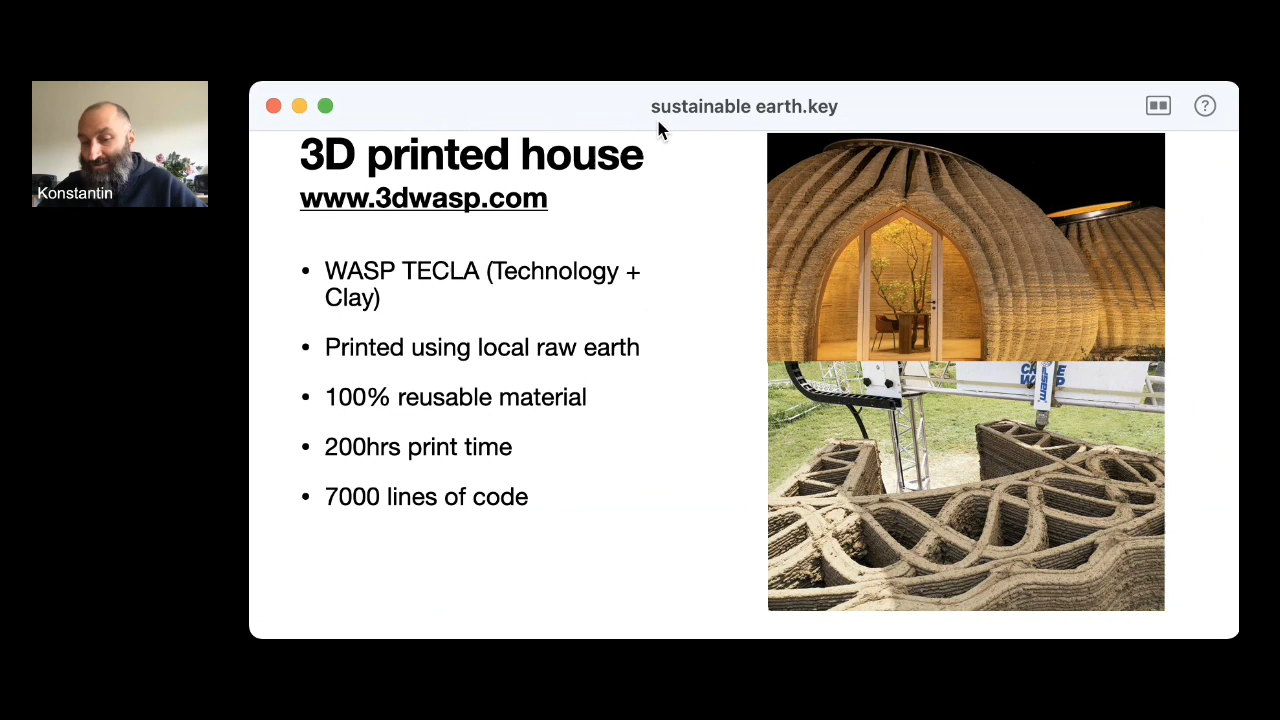 sustainable earth.key
?
Konstantin
3D printed house
www.3dwasp.com
• WASP TECLA (Technology +
Clay)
• Printed using local raw earth
• 100% reusable material
• 200hrs print time
• 7000 lines of code
WASP